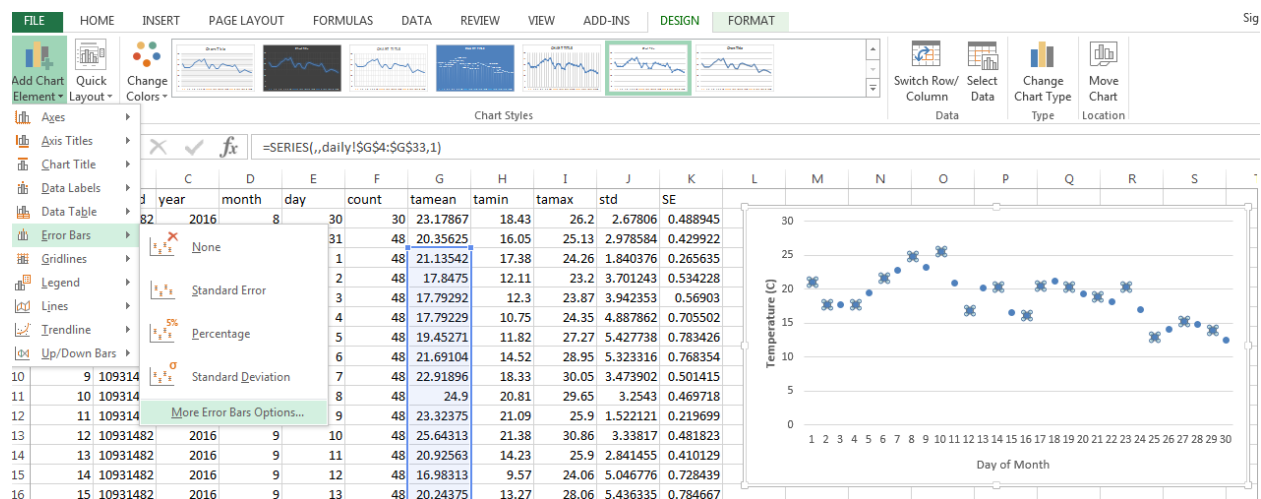 FILE HOME INSERT PAGE LAYOUT FORMULAS DATA REVIEW VIEW ADD-INS DESIGN FORMAT Sig
Add Chart Element Quick Layout Change Colors Switch Row/ Column Select Data Change Chart Type Move Chart
Chart Styles Data Type Location
Axes
Axis Titles
Chart Title
Data Labels
Data Table
Error Bars
Gridlines
Legend
Lines
Trendline
Up/Down Bars
None
Standard Error
5%
Percentage
σ
Standard Deviation
More Error Bars Options...
fx =SERIES(,,daily!$G$4:$G$33,1)
C D E F G H I J K L M N O P Q R S
d year month day count tamean tamin tamax std SE
82 2016 8 30 30 23.17867 18.43 26.2 2.67806 0.488945
31 48 20.35625 16.05 25.13 2.978584 0.429922
1 48 21.13542 17.38 24.26 1.840376 0.265635
2 48 17.8475 12.11 23.2 3.701243 0.534228
3 48 17.79292 12.3 23.87 3.942353 0.56903
4 48 17.79229 10.75 24.35 4.887862 0.705502
5 48 19.45271 11.82 27.27 5.427738 0.783426
6 48 21.69104 14.52 28.95 5.323316 0.768354
10 9 109314 7 48 22.91896 18.33 30.05 3.473902 0.501415
11 10 109314 8 48 24.9 20.81 29.65 3.2543 0.469718
12 11 109314 9 48 23.32375 21.09 25.9 1.522121 0.219699
13 12 10931482 2016 9 10 48 25.64313 21.38 30.86 3.33817 0.481823
14 13 10931482 2016 9 11 48 20.92563 14.23 25.9 2.841455 0.410129
15 14 10931482 2016 9 12 48 16.98313 9.57 24.06 5.046776 0.728439
16 15 10931482 2016 9 13 48 20.24375 13.27 28.06 5.436335 0.784667
Temperature (C)
30
25
20
15
10
5
0
1 2 3 4 5 6 7 8 9 10 11 12 13 14 15 16 17 18 19 20 21 22 23 24 25 26 27 28 29 30
Day of Month